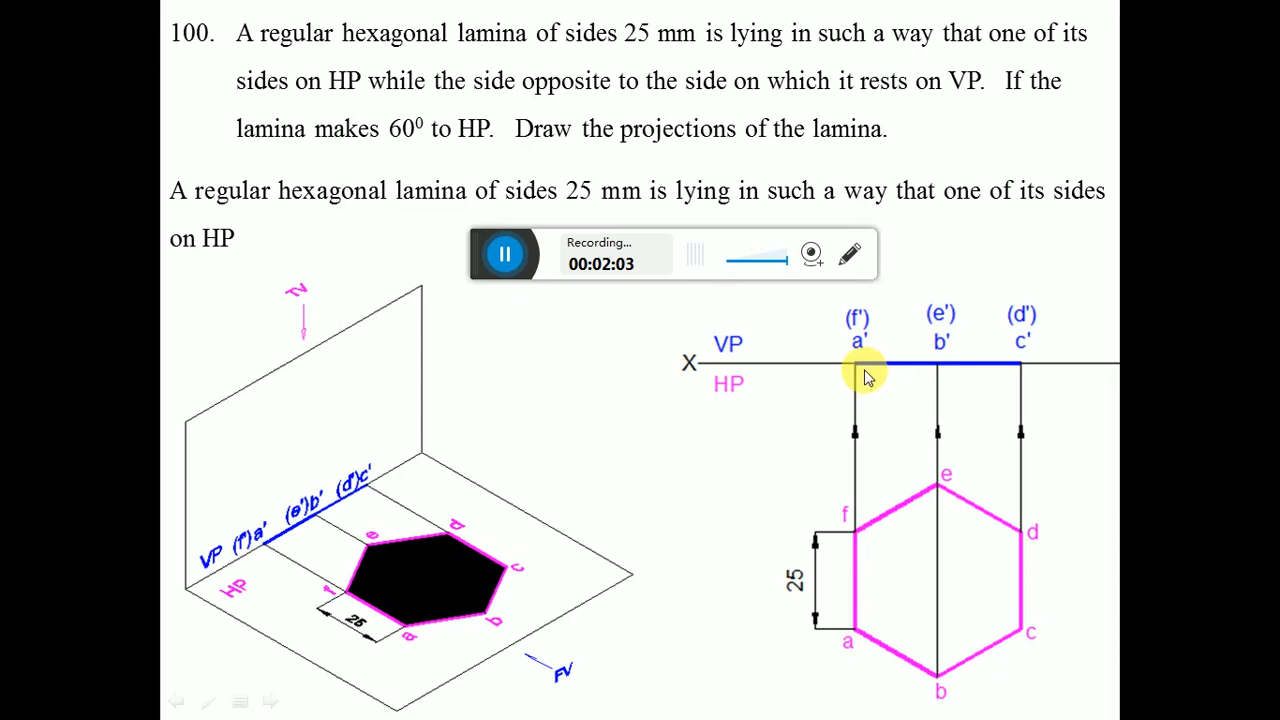 100. A regular hexagonal lamina of sides 25 mm is lying in such a way that one of its
sides on HP while the side opposite to the side on which it rests on VP. If the
lamina makes 60⁰ to HP. Draw the projections of the lamina.
A regular hexagonal lamina of sides 25 mm is lying in such a way that one of its sides
on HP
Recording...
00:02:03
TV
VP (f')a' (e')b' (d')c'
HP
f
e
d
c
b
a
25
FV
(f') (e') (d')
a' b' c'
VP
X
HP
e
f
d
25
a
c
b